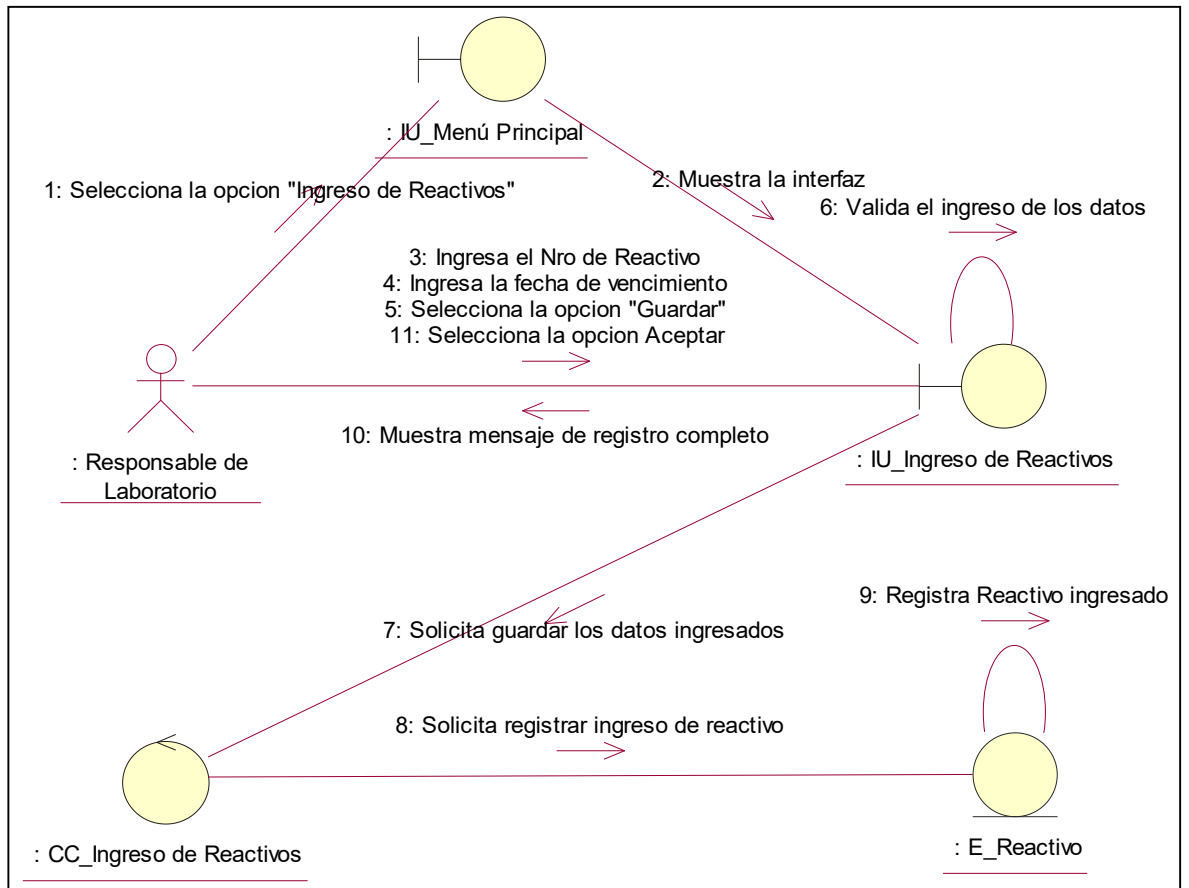 : IU_Menú Principal
1: Selecciona la opcion "Ingreso de Reactivos"
2: Muestra la interfaz
6: Valida el ingreso de los datos
3: Ingresa el Nro de Reactivo
4: Ingresa la fecha de vencimiento
5: Selecciona la opcion "Guardar"
11: Selecciona la opcion Aceptar
10: Muestra mensaje de registro completo
: Responsable de
Laboratorio
: IU_Ingreso de Reactivos
9: Registra Reactivo ingresado
7: Solicita guardar los datos ingresados
8: Solicita registrar ingreso de reactivo
: CC_Ingreso de Reactivos
: E_Reactivo